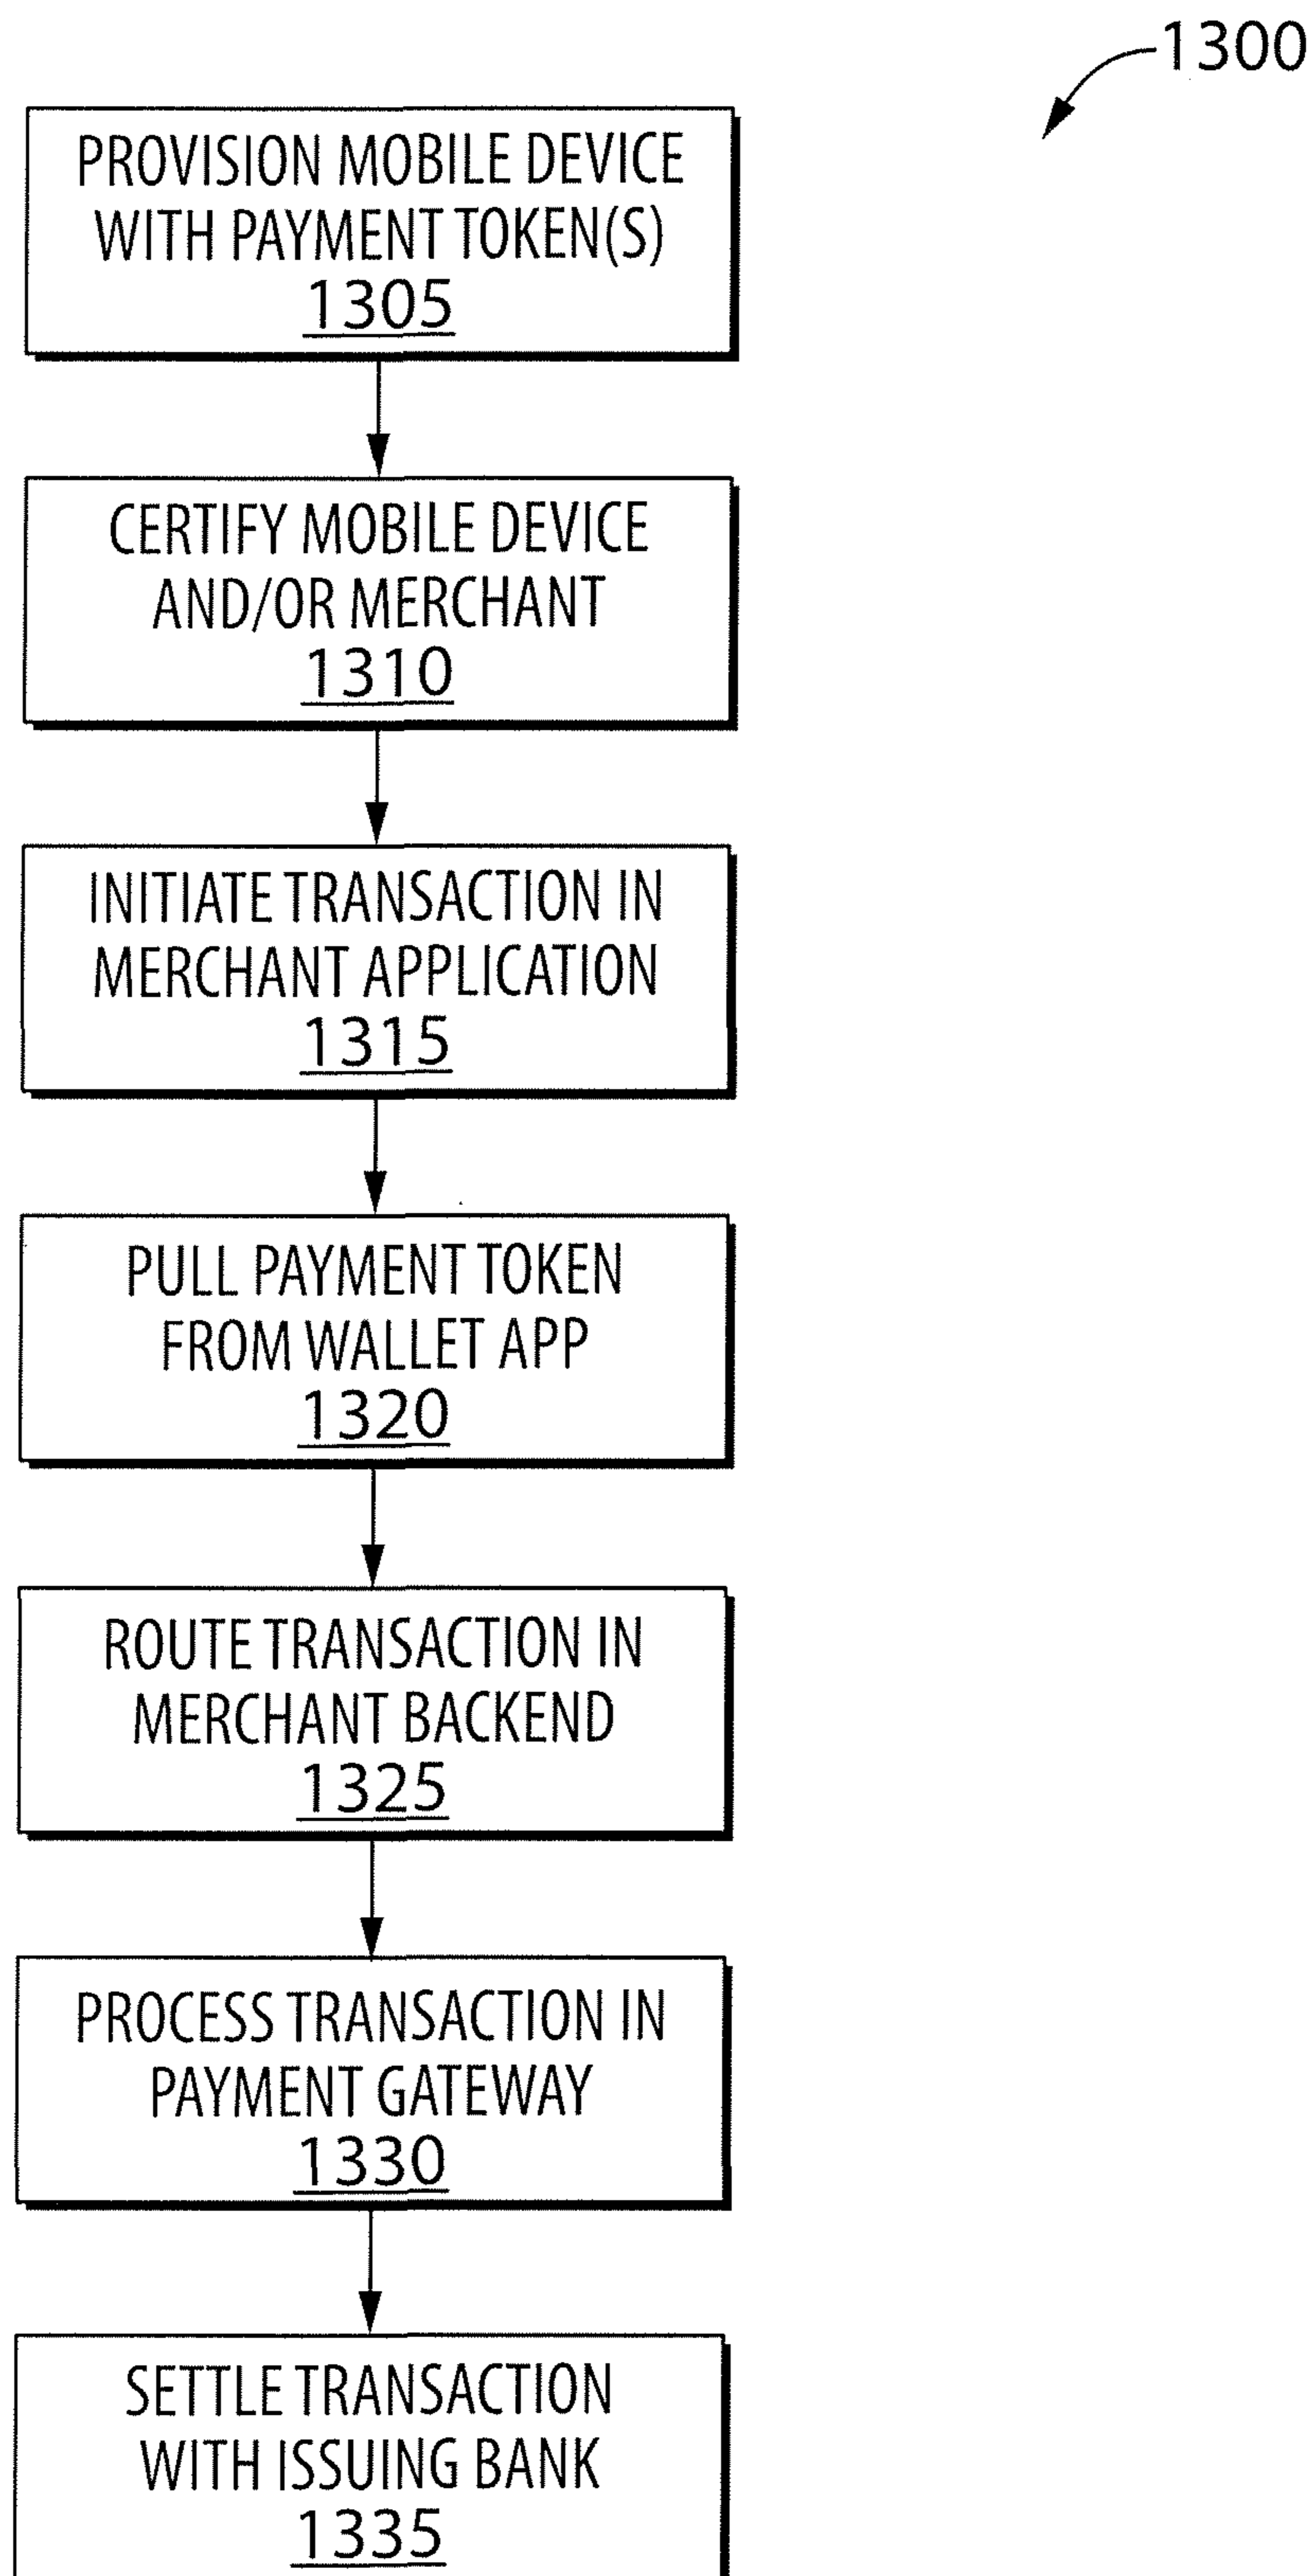 1300
PROVISION MOBILE DEVICE
WITH PAYMENT TOKEN(S)
1305
CERTIFY MOBILE DEVICE
AND/OR MERCHANT
1310
INITIATE TRANSACTION IN
MERCHANT APPLICATION
1315
PULL PAYMENT TOKEN
FROM WALLET APP
1320
ROUTE TRANSACTION IN
MERCHANT BACKEND
1325
PROCESS TRANSACTION IN
PAYMENT GATEWAY
1330
SETTLE TRANSACTION
WITH ISSUING BANK
1335